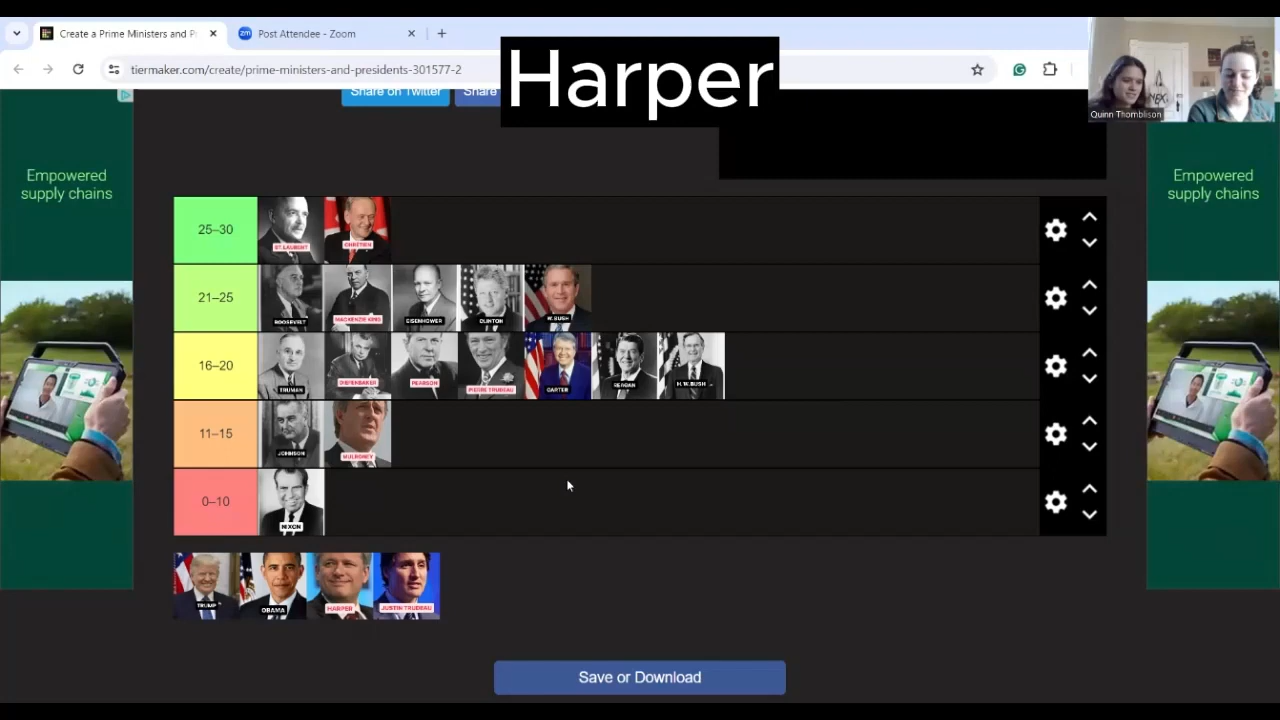 Create a Prime Ministers and Pr
Post Attendee - Zoom
tiermaker.com/create/prime-ministers-and-presidents-301577-2
Harper
Share on Twitter
Share
Quinn Thomblison
Empowered
supply chains
Empowered
supply chains
25–30
ST. LAURENT
CHRÉTIEN
21–25
ROOSEVELT
MACKENZIE KING
EISENHOWER
CLINTON
W. BUSH
16–20
TRUMAN
DIEFENBAKER
PEARSON
PIERRE TRUDEAU
CARTER
REAGAN
H.W. BUSH
11–15
JOHNSON
MULRONEY
0–10
NIXON
TRUMP
OBAMA
HARPER
JUSTIN TRUDEAU
Save or Download